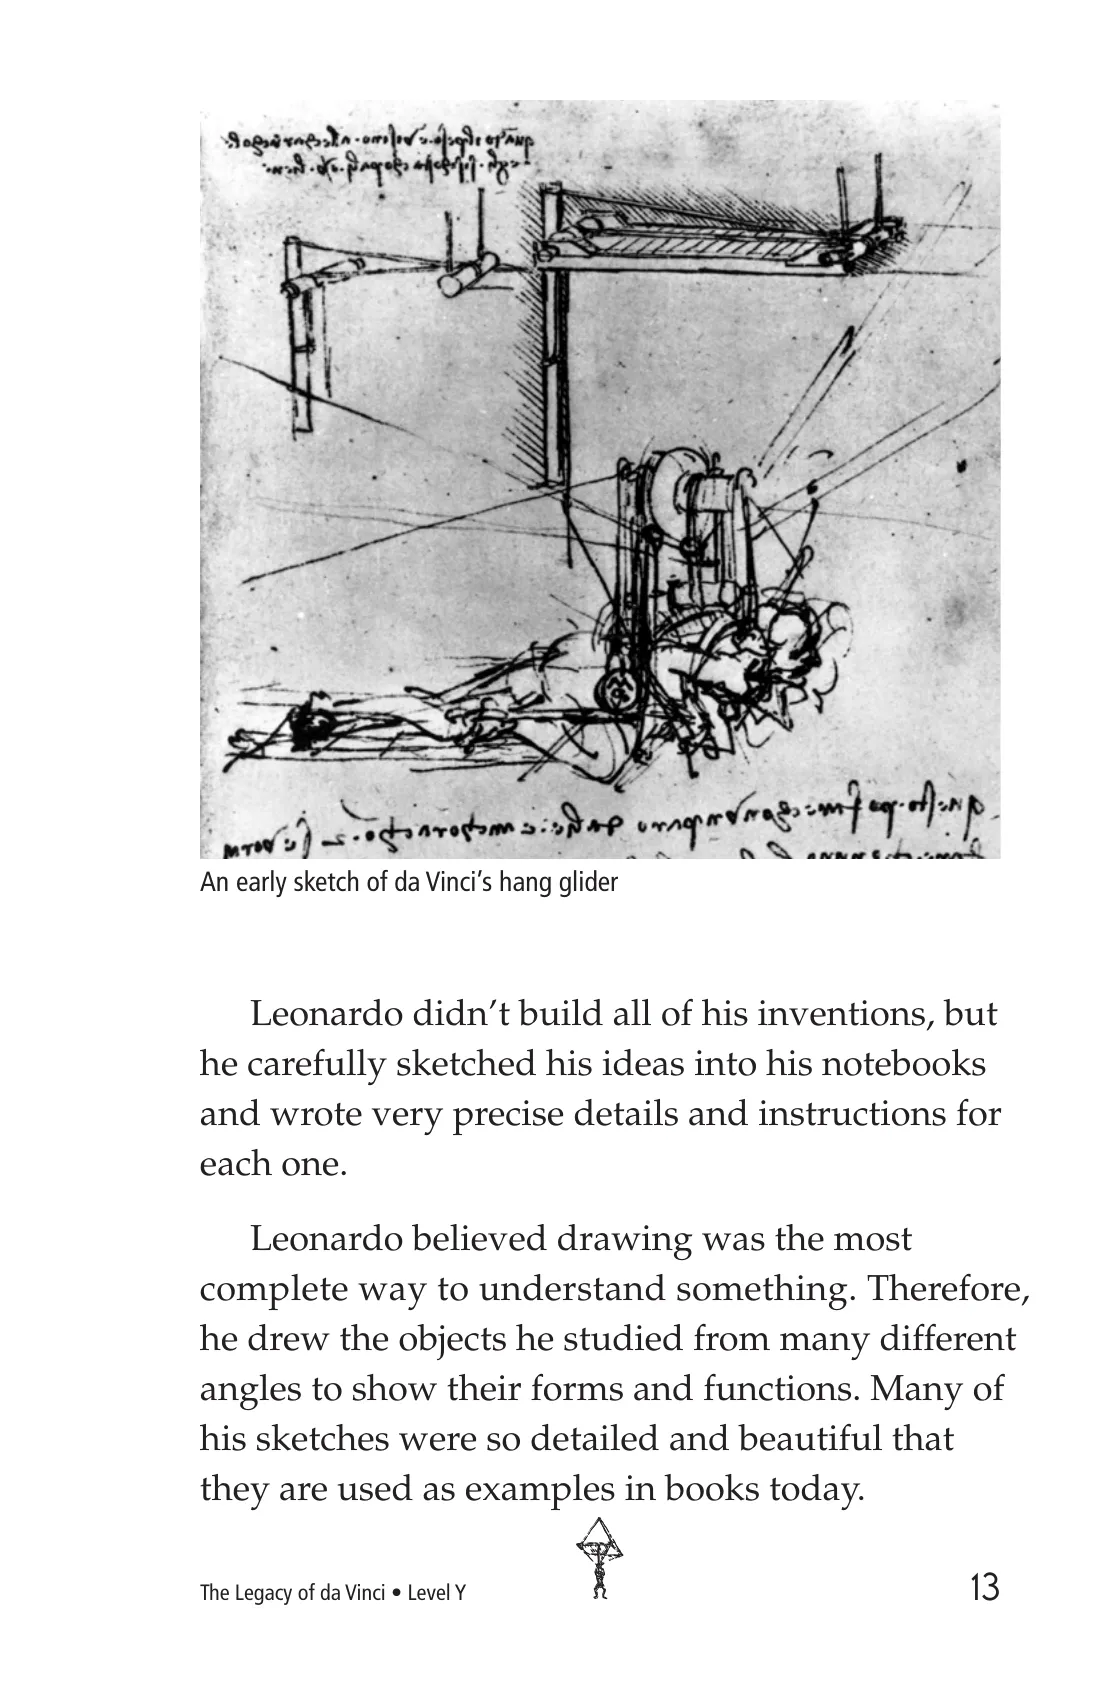 An early sketch of da Vinci’s hang glider
Leonardo didn’t build all of his inventions, but
he carefully sketched his ideas into his notebooks
and wrote very precise details and instructions for
each one.
Leonardo believed drawing was the most
complete way to understand something. Therefore,
he drew the objects he studied from many different
angles to show their forms and functions. Many of
his sketches were so detailed and beautiful that
they are used as examples in books today.
The Legacy of da Vinci • Level Y
13